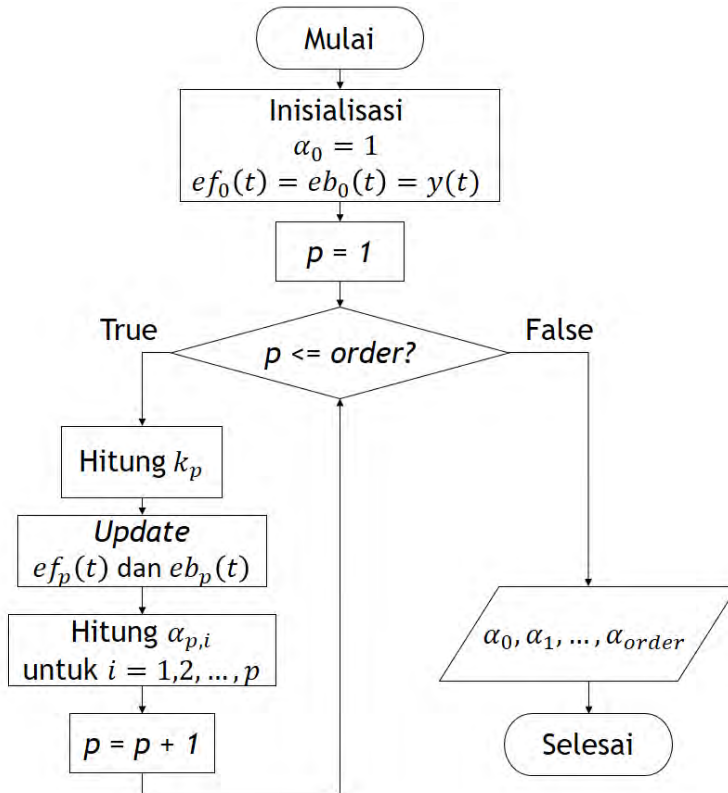 Mulai
Inisialisasi
α₀ = 1
ef₀(t) = eb₀(t) = y(t)
p = 1
True
p <= order?
False
Hitung kₚ
Update
efₚ(t) dan ebₚ(t)
Hitung αₚ,ᵢ
untuk i = 1,2, ... , p
p = p + 1
α₀, α₁, ... , α_order
Selesai